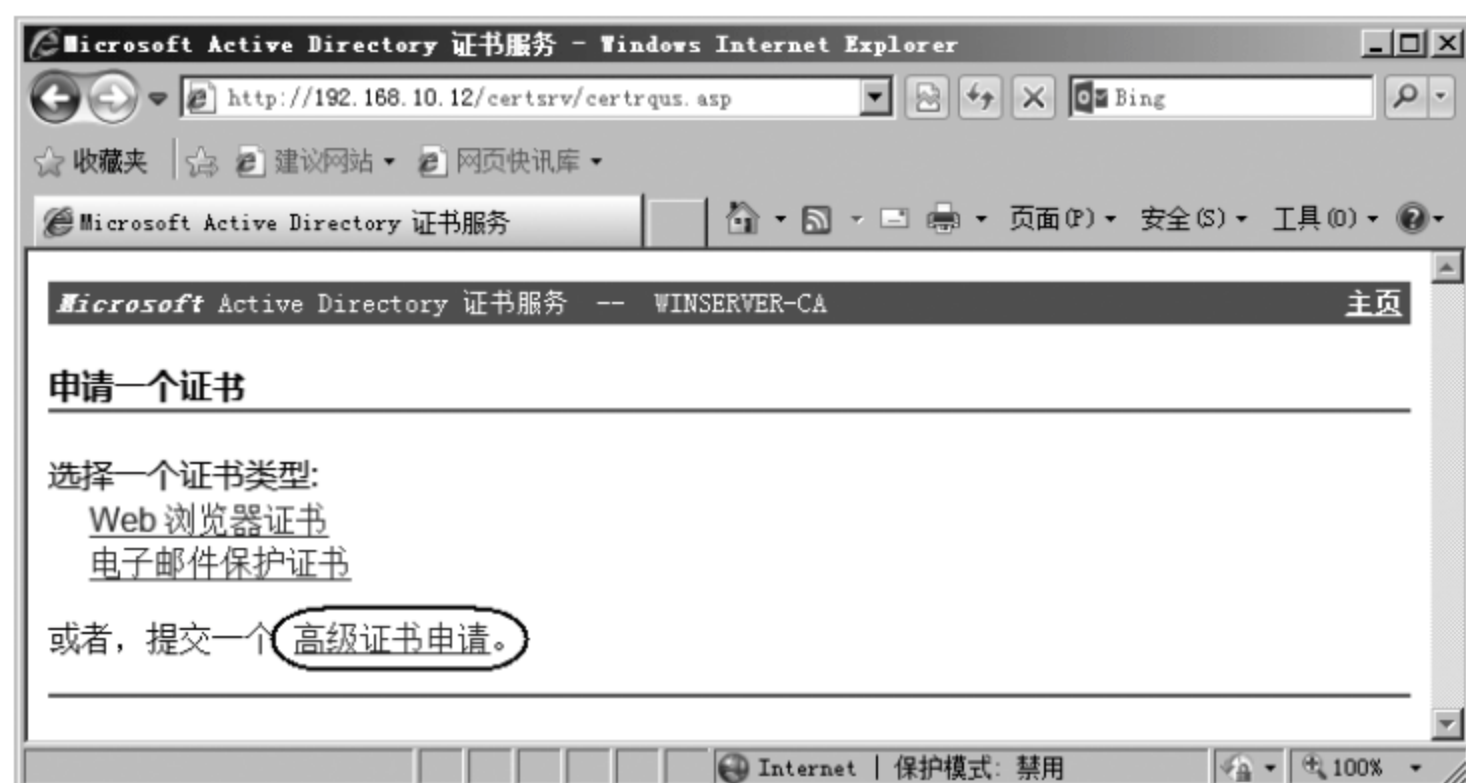 Microsoft Active Directory 证书服务 - Windows Internet Explorer
http://192.168.10.12/certsrv/certrqus.asp Bing
收藏夹 建议网站 网页快讯库
Microsoft Active Directory 证书服务 页面(P) 安全(S) 工具(O)
Microsoft Active Directory 证书服务 -- WINSERVER-CA 主页
申请一个证书
选择一个证书类型:
Web 浏览器证书
电子邮件保护证书
或者，提交一个 高级证书申请。
Internet | 保护模式: 禁用 100%